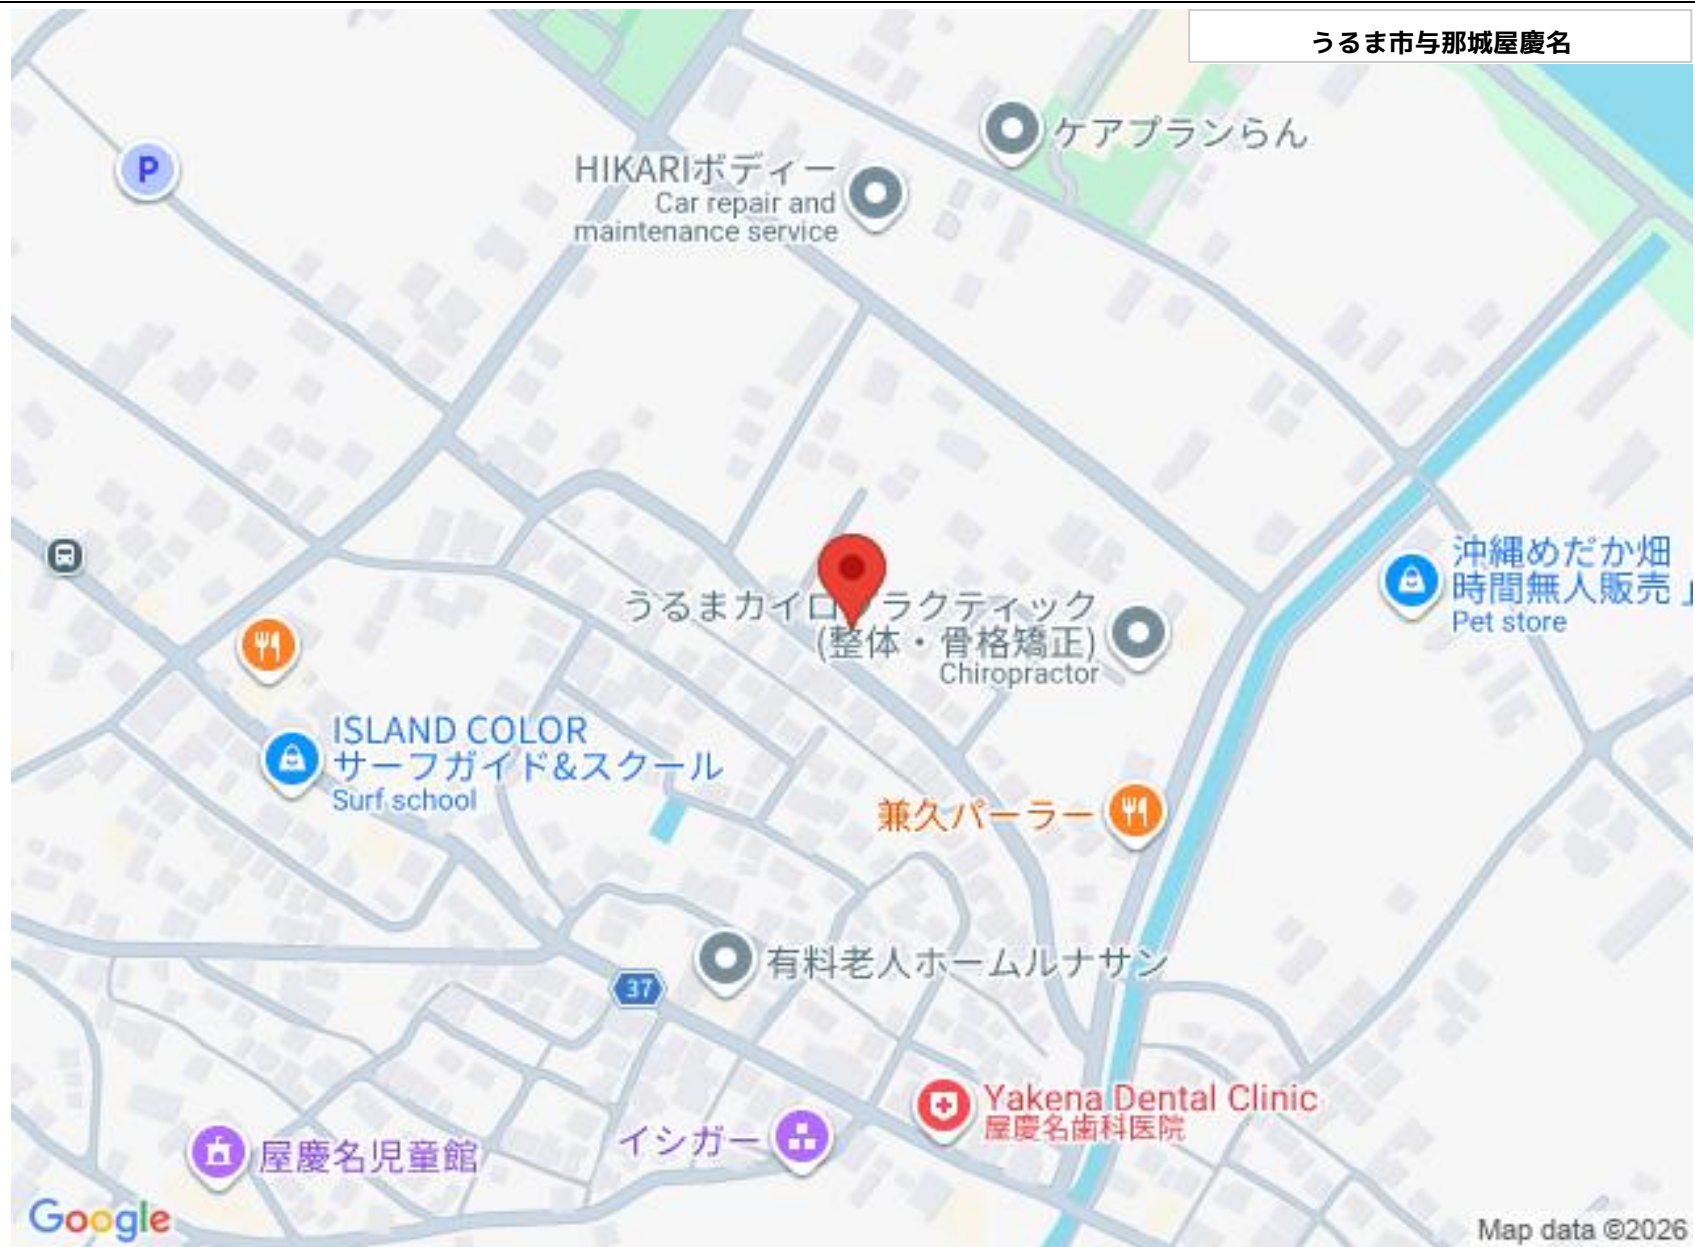 うるま市与那城屋慶名
ケアプランらん
HIKARIボディー
Car repair and
maintenance service
P
沖縄めだか畑
時間無人販売
Pet store
うるまカイロプラクティック
(整体・骨格矯正)
Chiropractor
ISLAND COLOR
サーフガイド&スクール
Surf school
兼久パーラー
有料老人ホームルナサン
37
Yakena Dental Clinic
屋慶名歯科医院
イシガー
屋慶名児童館
Google
Map data ©2026